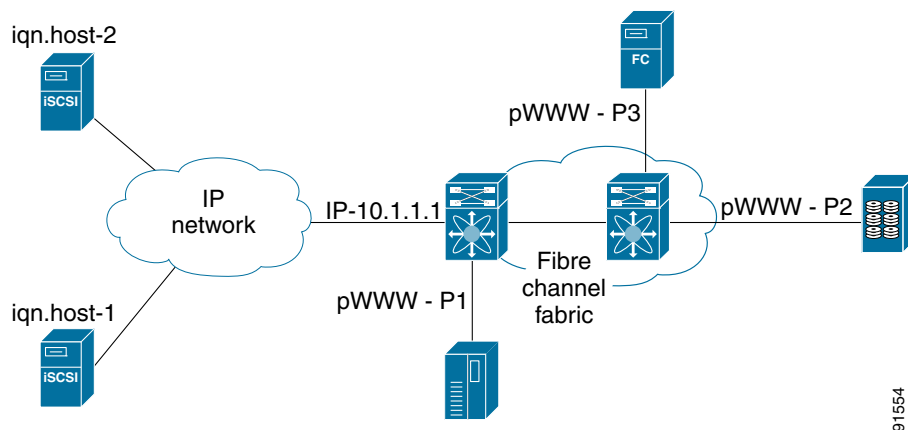 iqn.host-2
iSCSI
FC
pWWW - P3
IP
network
IP-10.1.1.1
pWWW - P2
Fibre
channel
fabric
pWWW - P1
iqn.host-1
iSCSI
91554